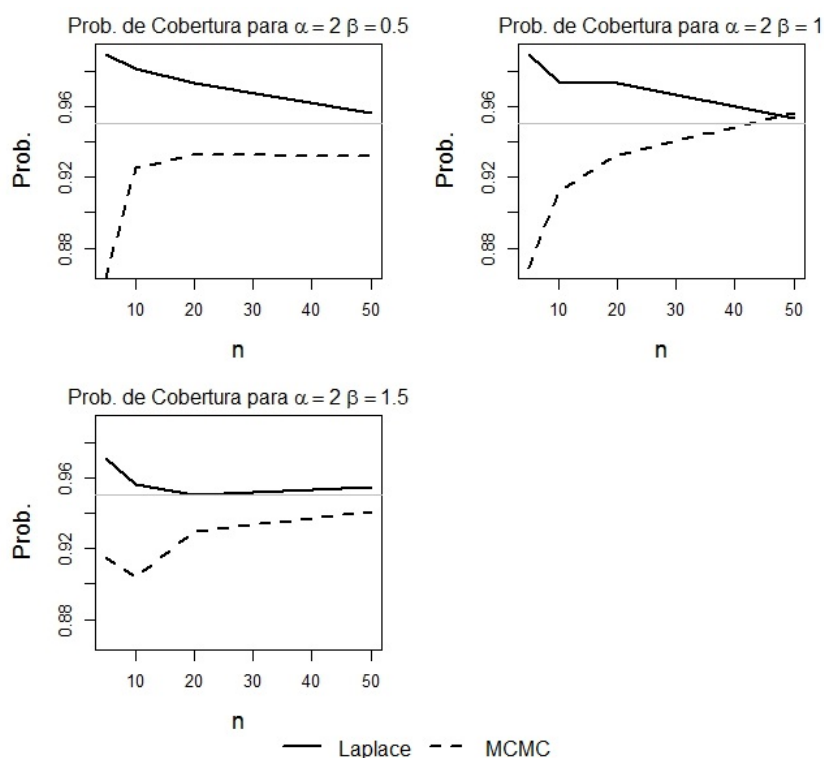 Prob. de Cobertura para α = 2 β = 0.5
Prob.
0.96
0.92
0.88
10 20 30 40 50
n
Prob. de Cobertura para α = 2 β = 1
Prob.
0.96
0.92
0.88
10 20 30 40 50
n
Prob. de Cobertura para α = 2 β = 1.5
Prob.
0.96
0.92
0.88
10 20 30 40 50
n
Laplace MCMC